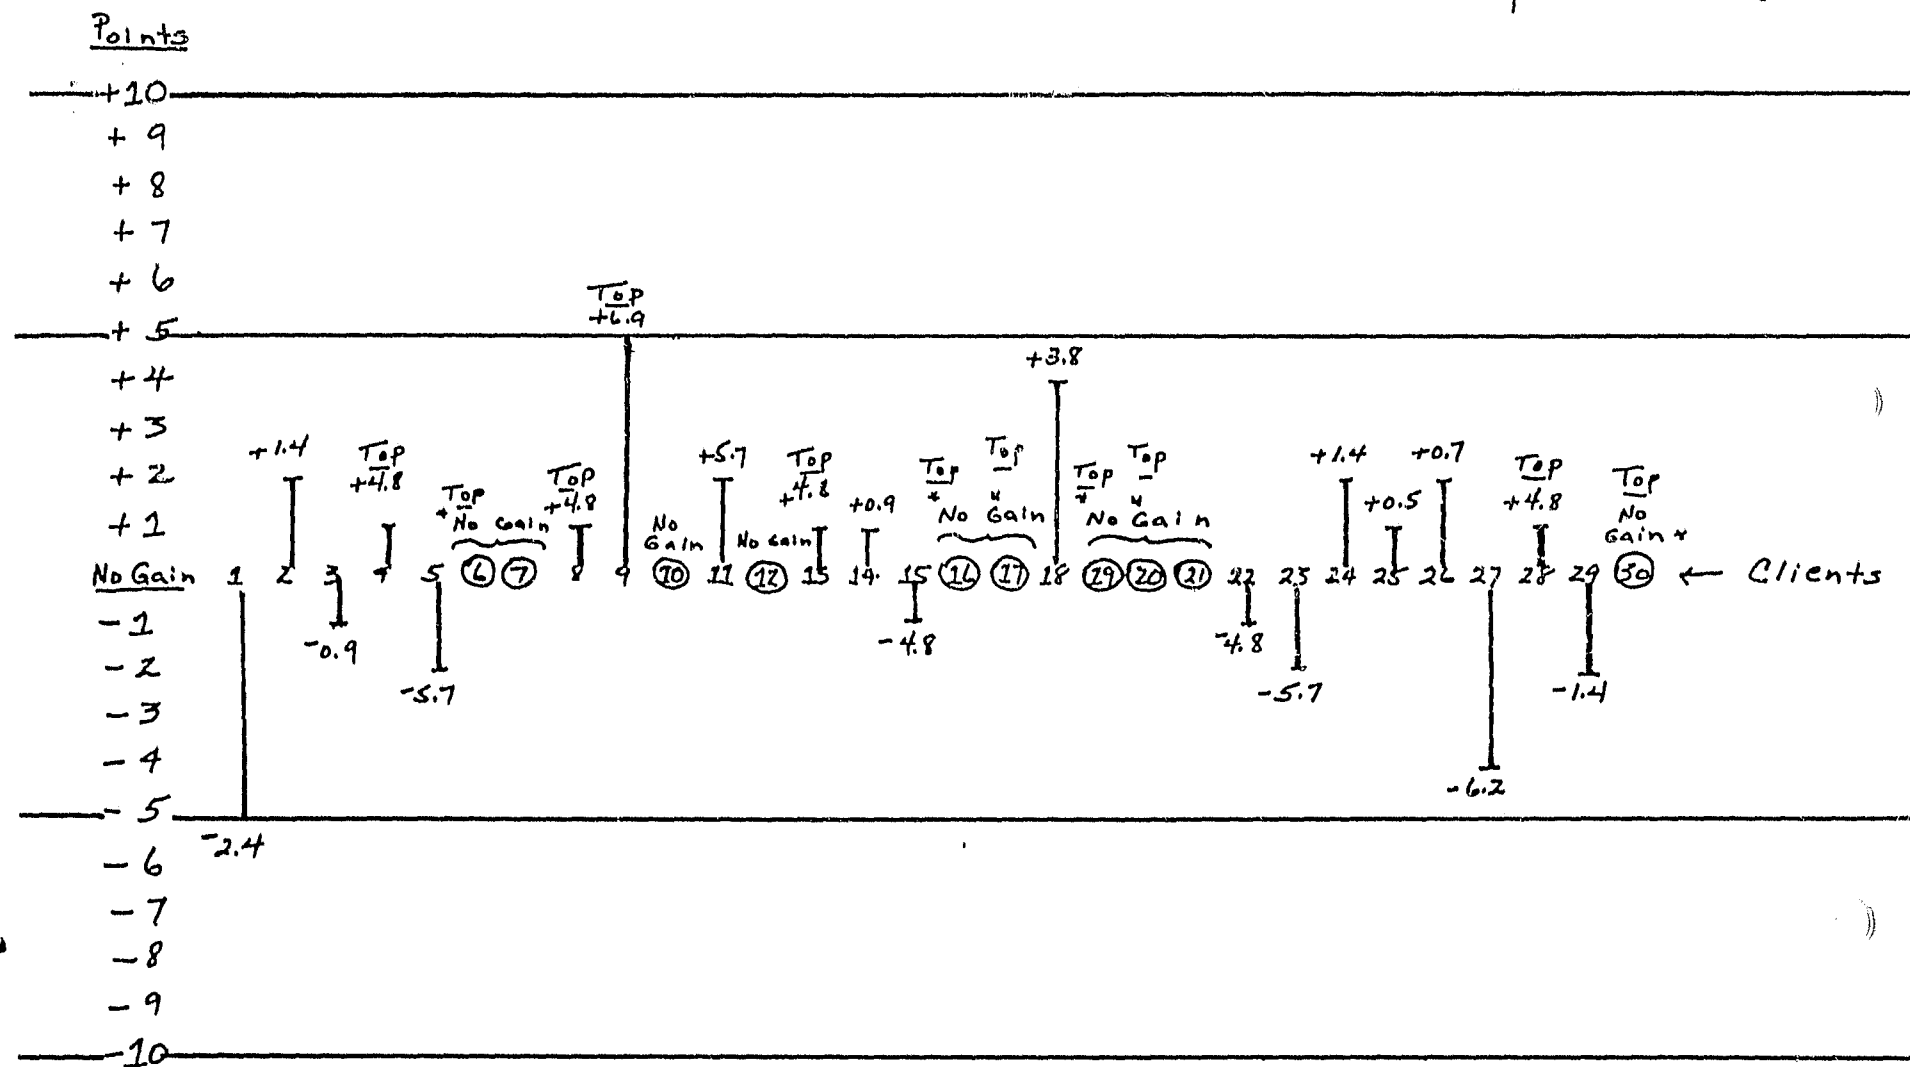 Points
+10
+ 9
+ 8
+ 7
+ 6
Top
+6.9
+ 5
+3.8
+ 4
+ 3
+1.4
Top
+4.8
Top
* No Gain
Top
+4.8
No
Gain
+5.7
No Gain
Top
+4.8
+0.9
Top
*
Top
*
No Gain
Top
*
Top
*
No Gain
+1.4
+0.5
+0.7
Top
+4.8
Top
No
Gain *
+ 2
+ 1
No Gain 1 2 3 4 5 6 7 8 9 10 11 12 13 14 15 16 17 18 19 20 21 22 23 24 25 26 27 28 29 30 ← Clients
- 1
-0.9 -4.8 -4.8
- 2
-5.7 -5.7 -1.4
- 3
- 4
-6.2
- 5
-2.4
- 6
- 7
- 8
- 9
-10